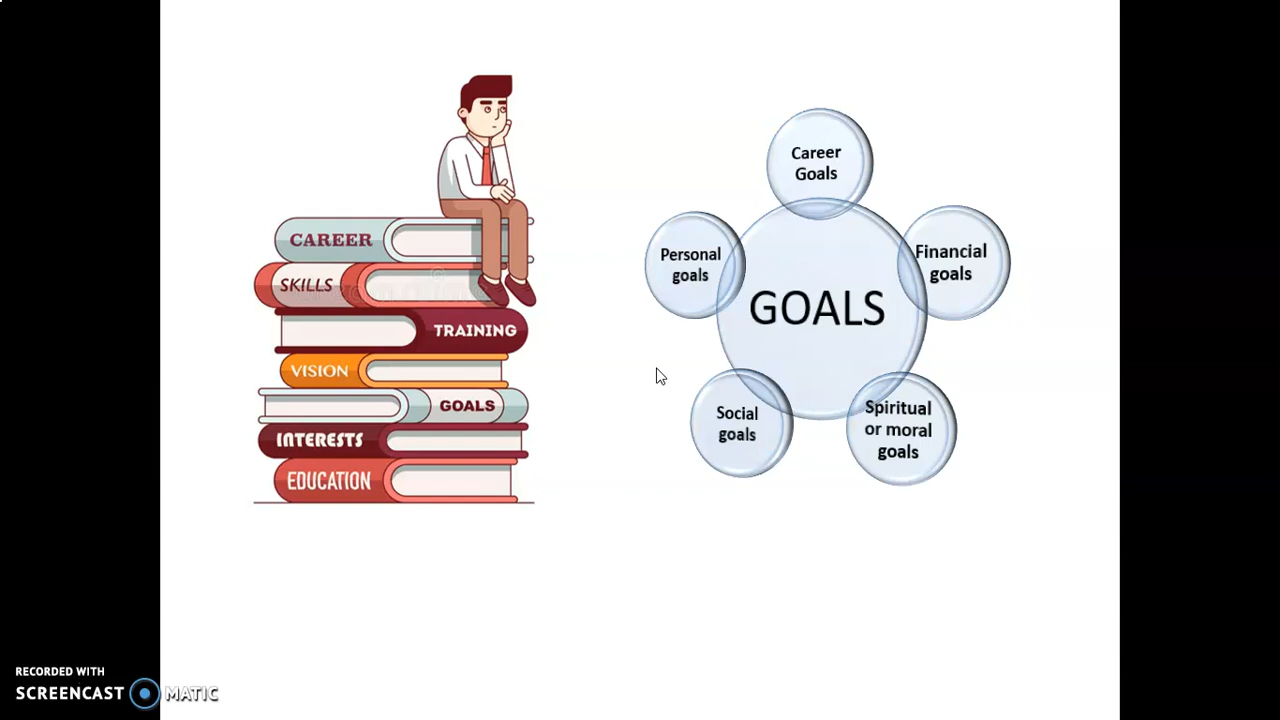 CAREER
SKILLS
TRAINING
VISION
GOALS
INTERESTS
EDUCATION
Career
Goals
Personal
goals
Financial
goals
GOALS
Social
goals
Spiritual
or moral
goals
RECORDED WITH
SCREENCAST MATIC